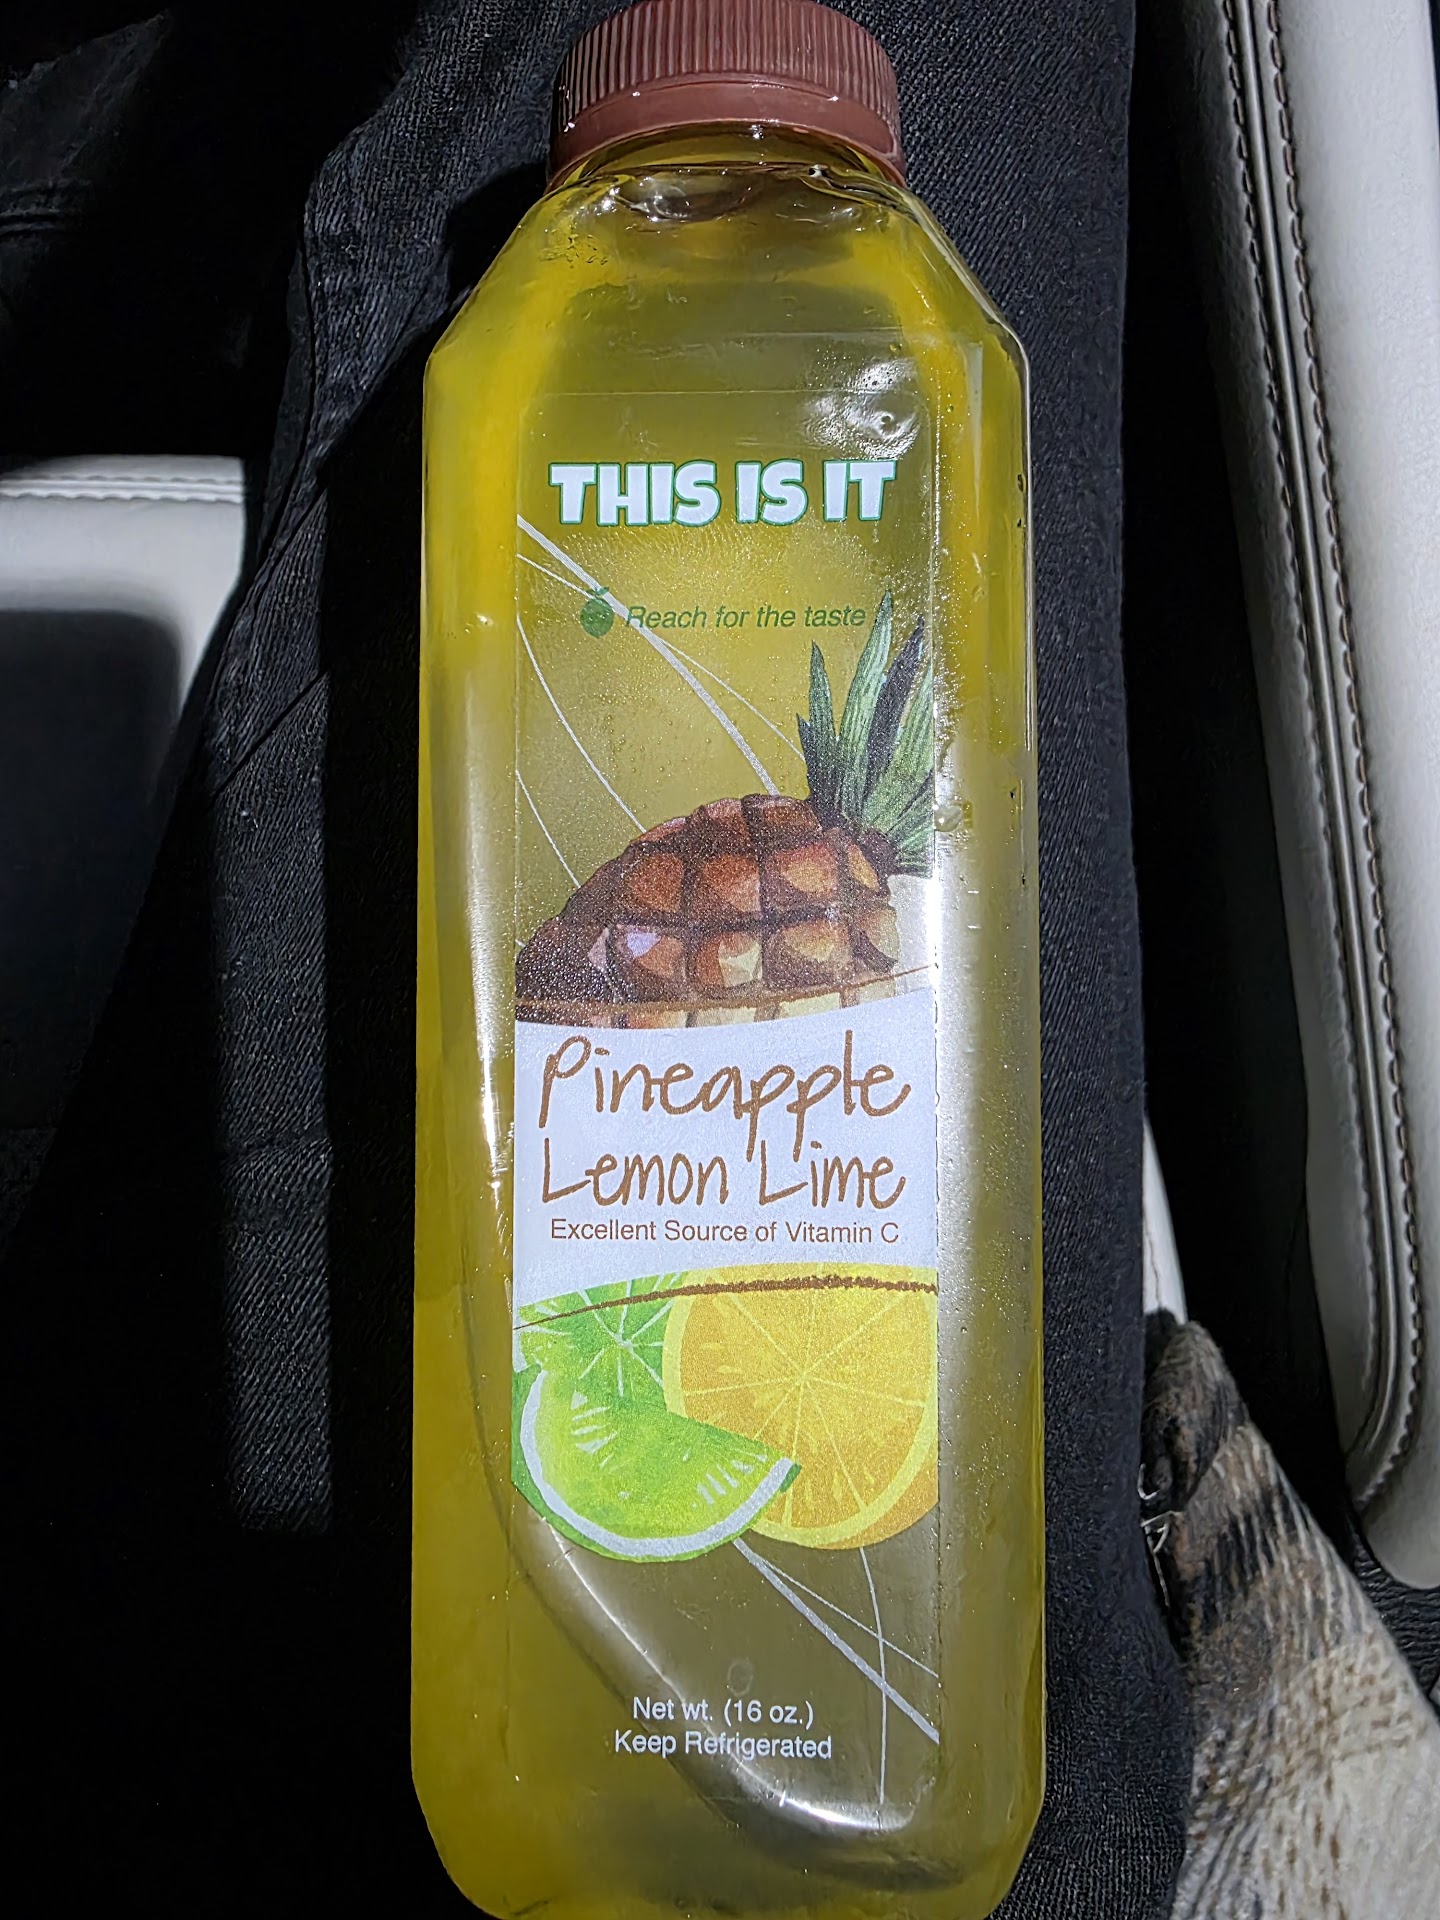 THIS IS IT
Reach for the taste
Pineapple
Lemon Lime
Excellent Source of Vitamin C
Net wt. (16 oz.)
Keep Refrigerated